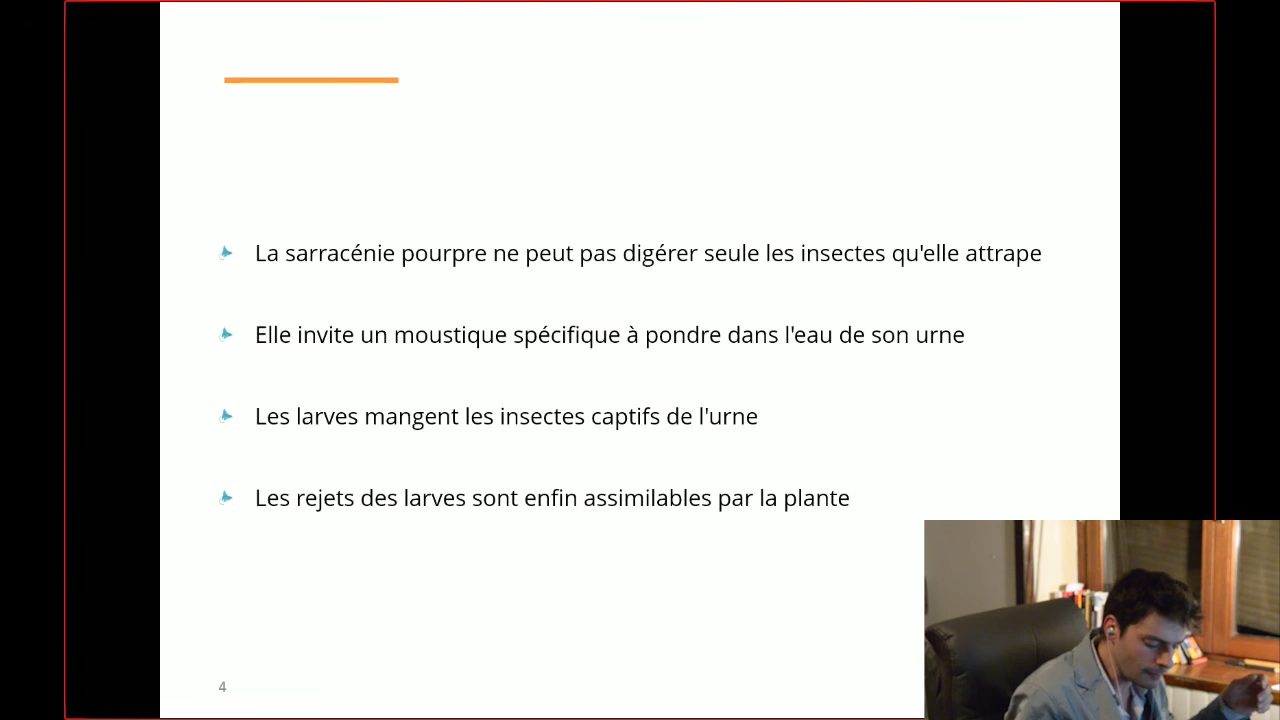 La sarracénie pourpre ne peut pas digérer seule les insectes qu'elle attrape
Elle invite un moustique spécifique à pondre dans l'eau de son urne
Les larves mangent les insectes captifs de l'urne
Les rejets des larves sont enfin assimilables par la plante
4